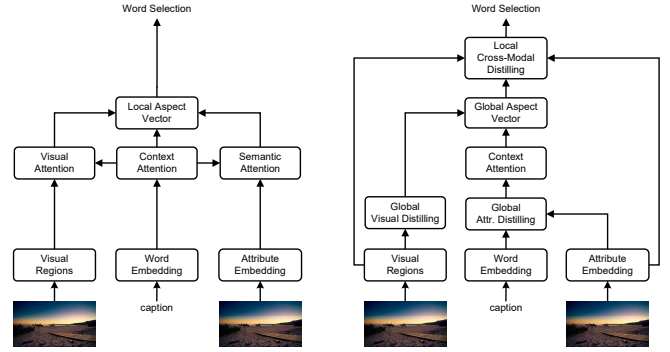 Word Selection
Local Aspect
Vector
Visual
Attention
Context
Attention
Semantic
Attention
Visual
Regions
Word
Embedding
Attribute
Embedding
caption
Word Selection
Local
Cross-Modal
Distilling
Global Aspect
Vector
Context
Attention
Global
Visual Distilling
Global
Attr. Distilling
Visual
Regions
Word
Embedding
Attribute
Embedding
caption